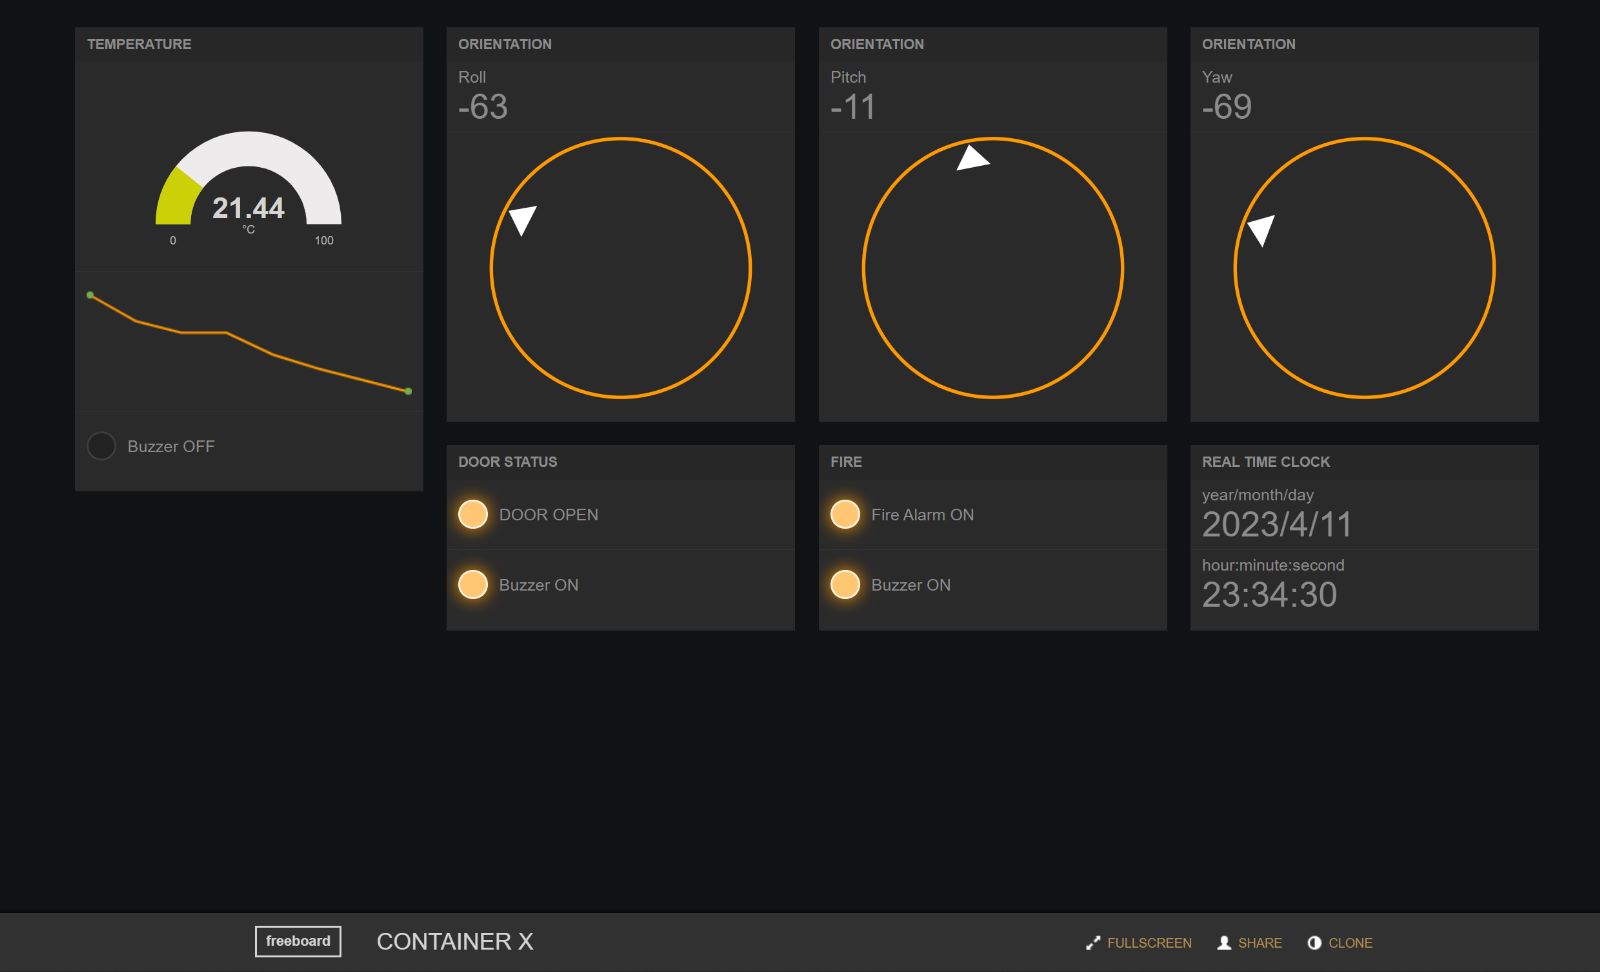 TEMPERATURE
21.44
°C
0
100
Buzzer OFF
ORIENTATION
Roll
-63
ORIENTATION
Pitch
-11
ORIENTATION
Yaw
-69
DOOR STATUS
DOOR OPEN
Buzzer ON
FIRE
Fire Alarm ON
Buzzer ON
REAL TIME CLOCK
year/month/day
2023/4/11
hour:minute:second
23:34:30
freeboard
CONTAINER X
FULLSCREEN
SHARE
CLONE